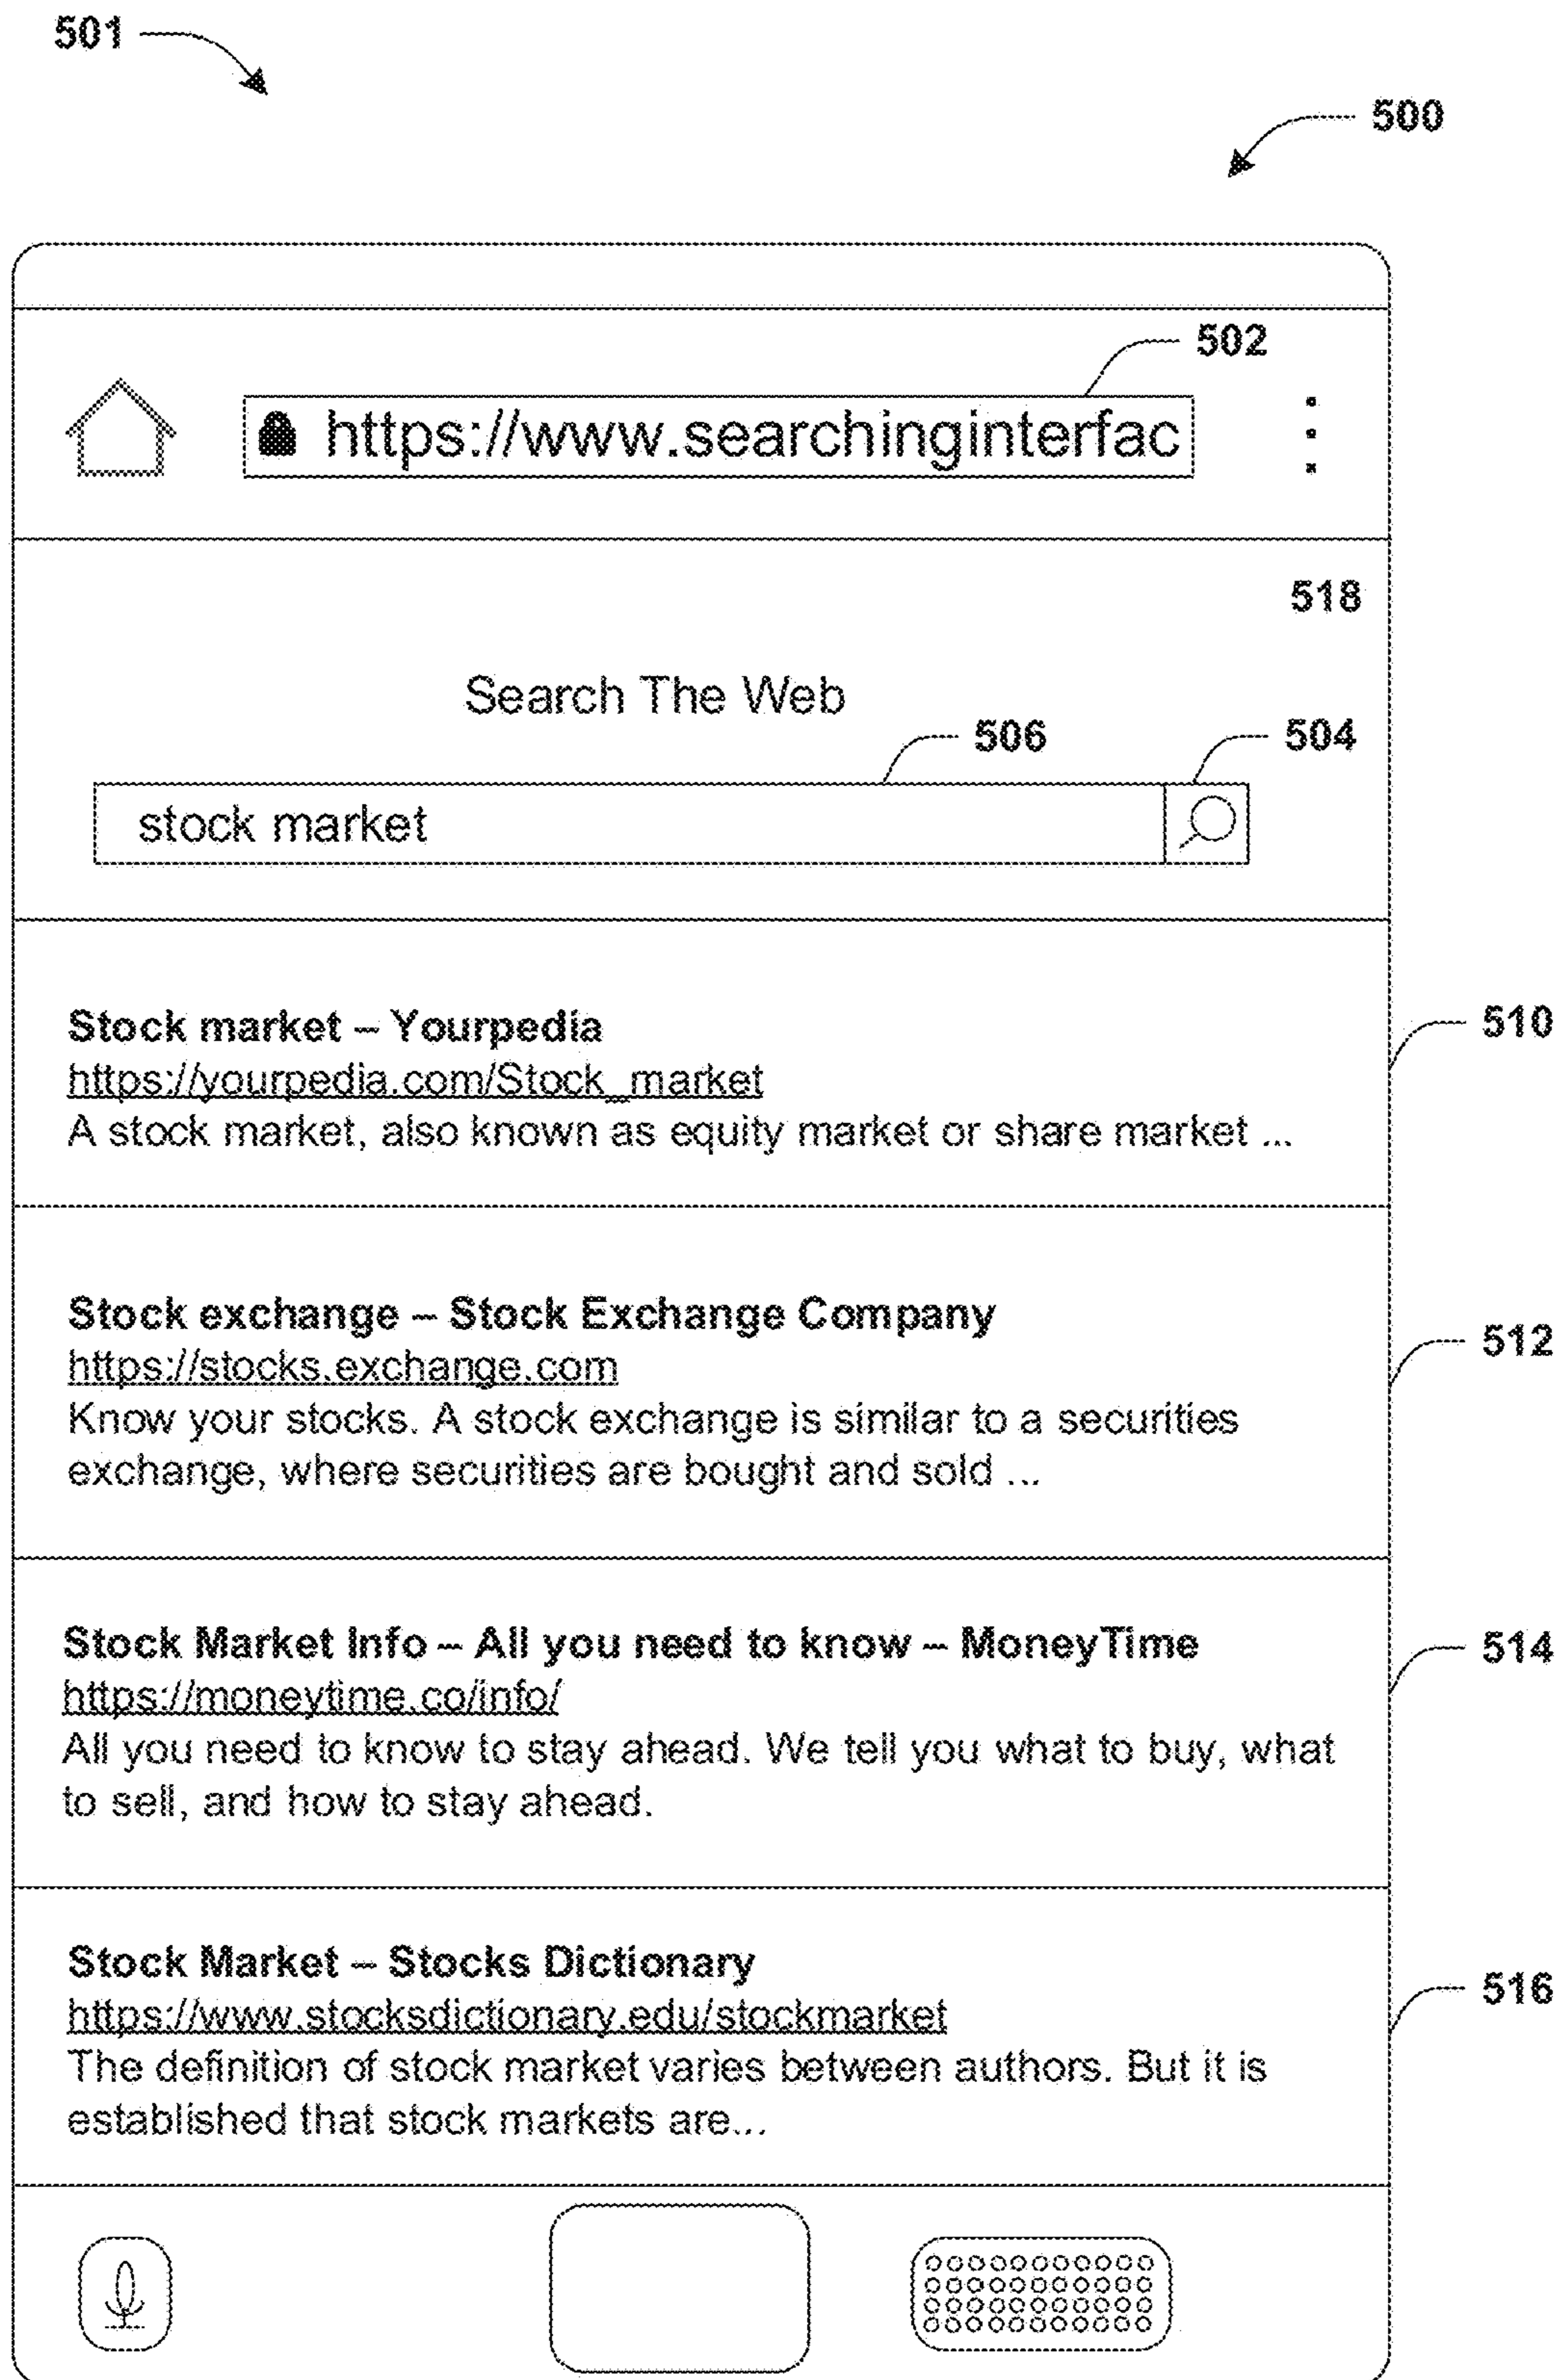 501
500
502
https://www.searchinginterfac
518
Search The Web
506
504
stock market
Stock market – Yourpedia
510
https://yourpedia.com/Stock_market
A stock market, also known as equity market or share market ...
Stock exchange – Stock Exchange Company
512
https://stocks.exchange.com
Know your stocks. A stock exchange is similar to a securities
exchange, where securities are bought and sold ...
Stock Market Info – All you need to know – MoneyTime
514
https://moneytime.co/info/
All you need to know to stay ahead. We tell you what to buy, what
to sell, and how to stay ahead.
Stock Market – Stocks Dictionary
516
https://www.stocksdictionary.edu/stockmarket
The definition of stock market varies between authors. But it is
established that stock markets are...